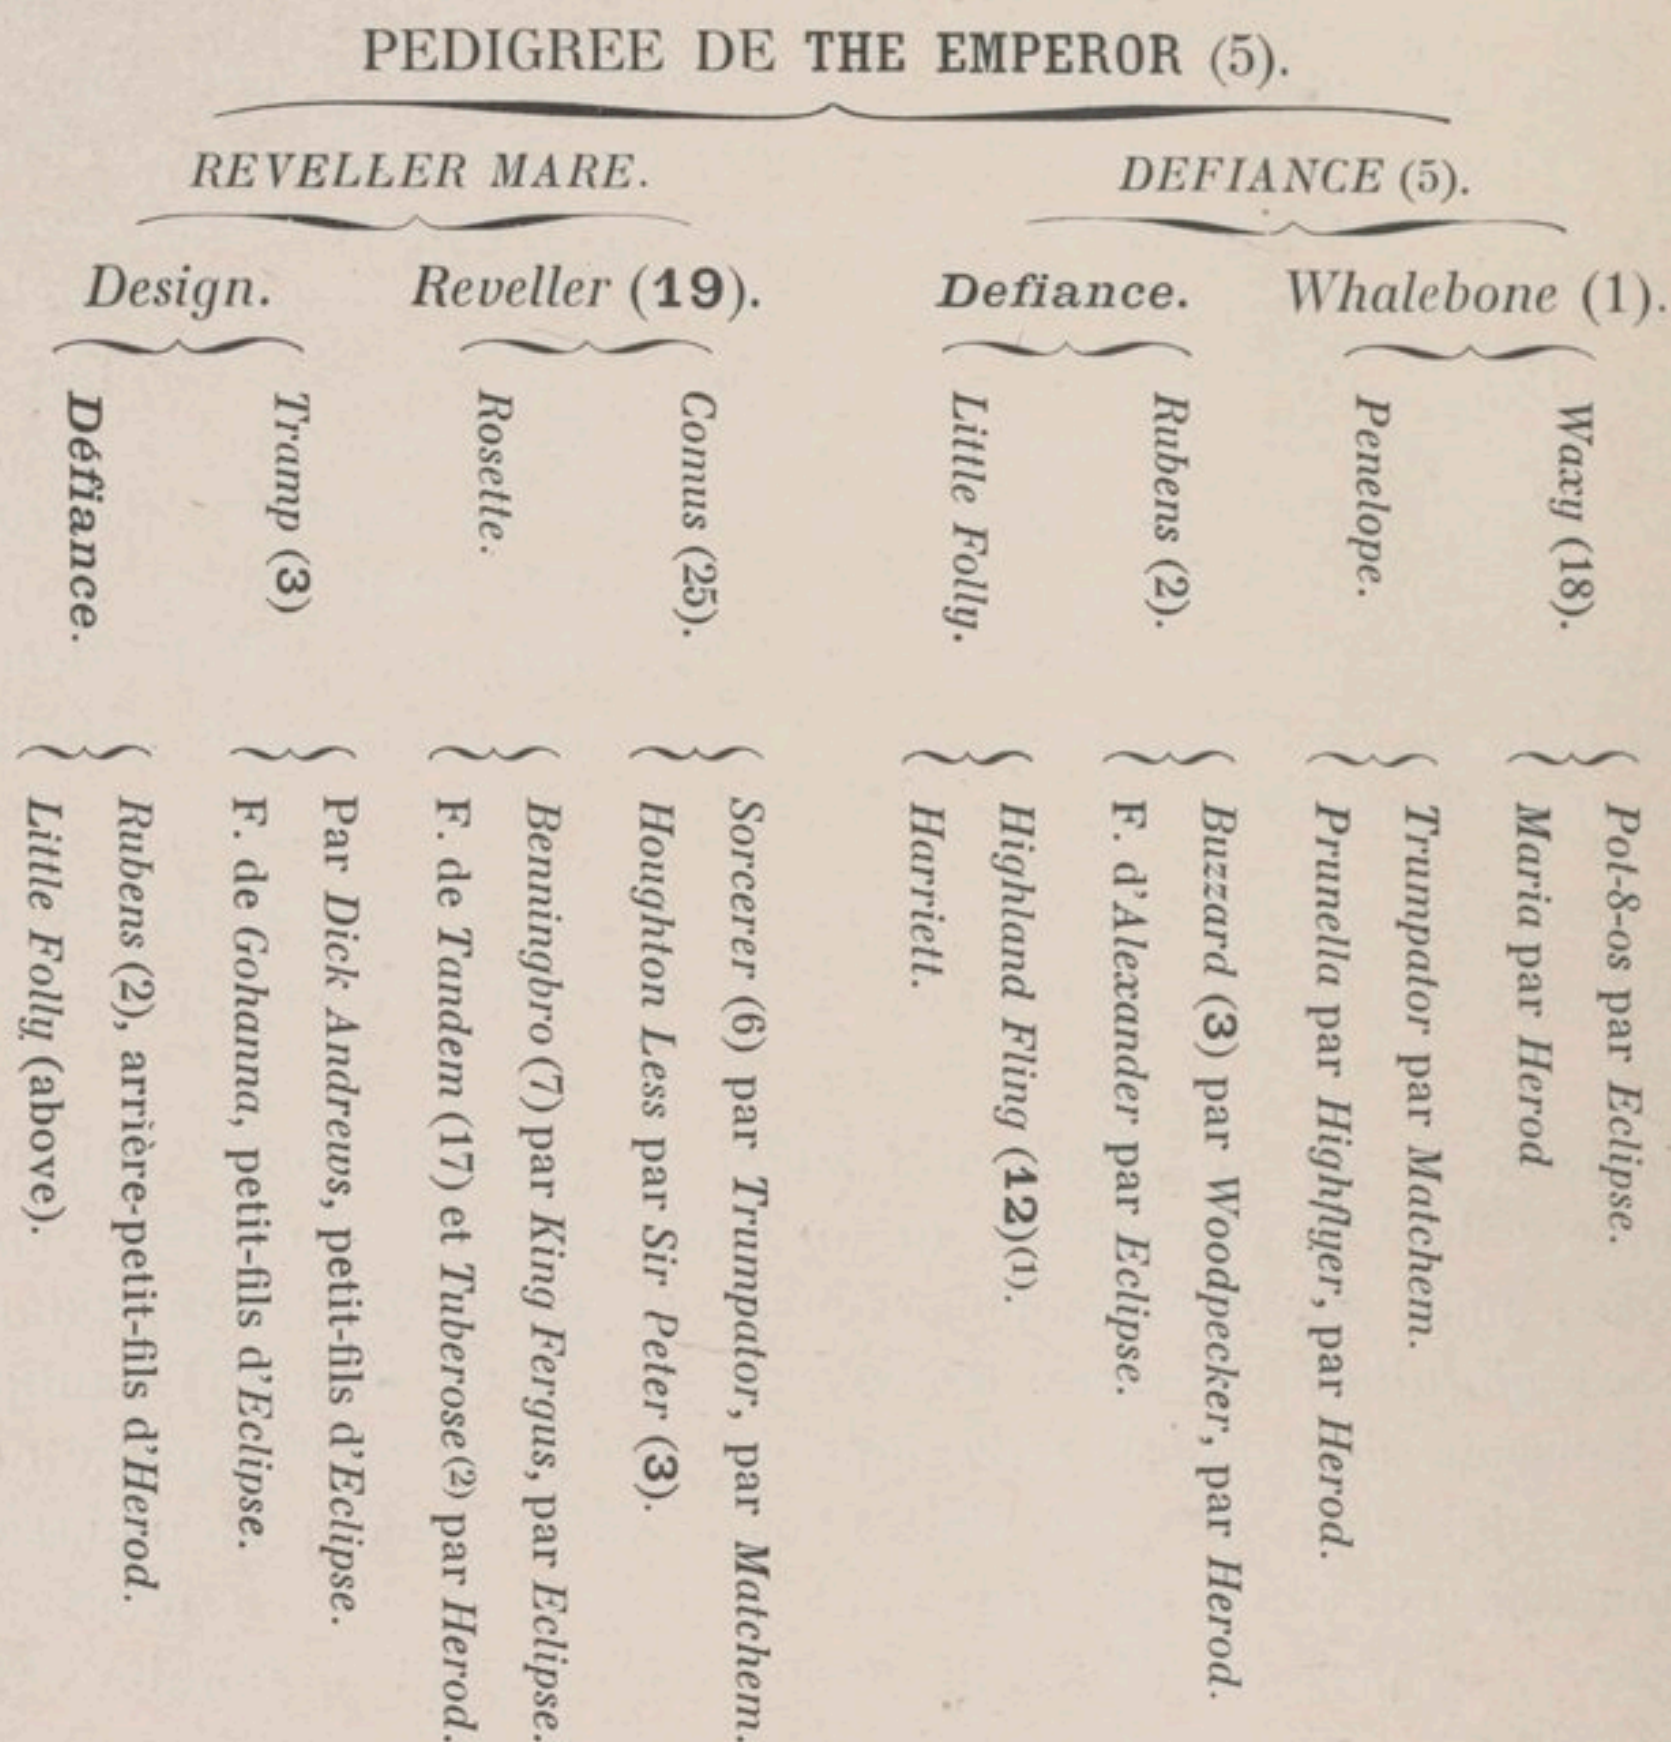 PEDIGREE DE THE EMPEROR (5).
REVELLER MARE.
DEFIANCE (5).
Design.
Reveller (19).
Defiance.
Whalebone (1).
Défiance.
Tramp (3)
Rosette.
Comus (25).
Little Folly.
Rubens (2).
Penelope.
Waxy (18).
Little Folly (above).
Rubens (2), arrière-petit-fils d'Herod.
F. de Gohanna, petit-fils d'Eclipse.
Par Dick Andrews, petit-fils d'Eclipse.
F. de Tandem (17) et Tuberose (2) par Herod.
Benningbro (7) par King Fergus, par Eclipse.
Houghton Less par Sir Peter (3).
Sorcerer (6) par Trumpator, par Matchem.
Harriett.
Highland Fling (12)(1).
F. d'Alexander par Eclipse.
Buzzard (3) par Woodpecker, par Herod.
Prunella par Highflyer, par Herod.
Trumpator par Matchem.
Maria par Herod
Pot-8-os par Eclipse.